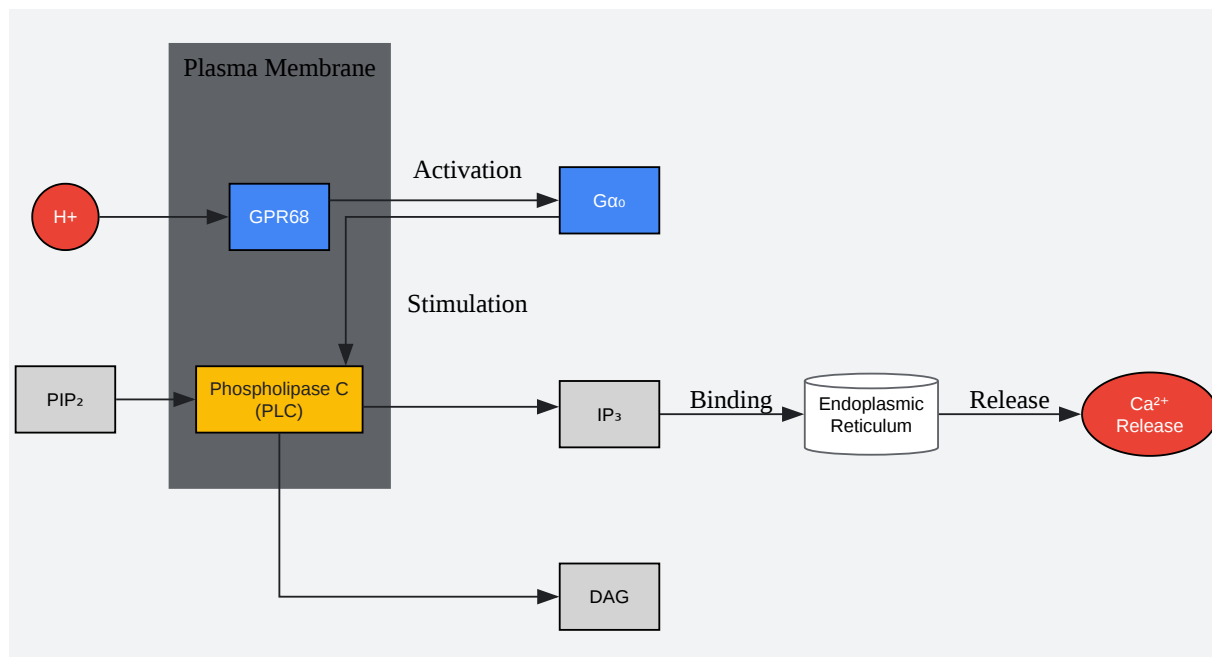 Plasma Membrane
Activation
H+
GPR68
Gα₀
Stimulation
PIP₂
Phospholipase C
(PLC)
IP₃
Binding
Endoplasmic
Reticulum
Release
Ca²⁺
Release
DAG